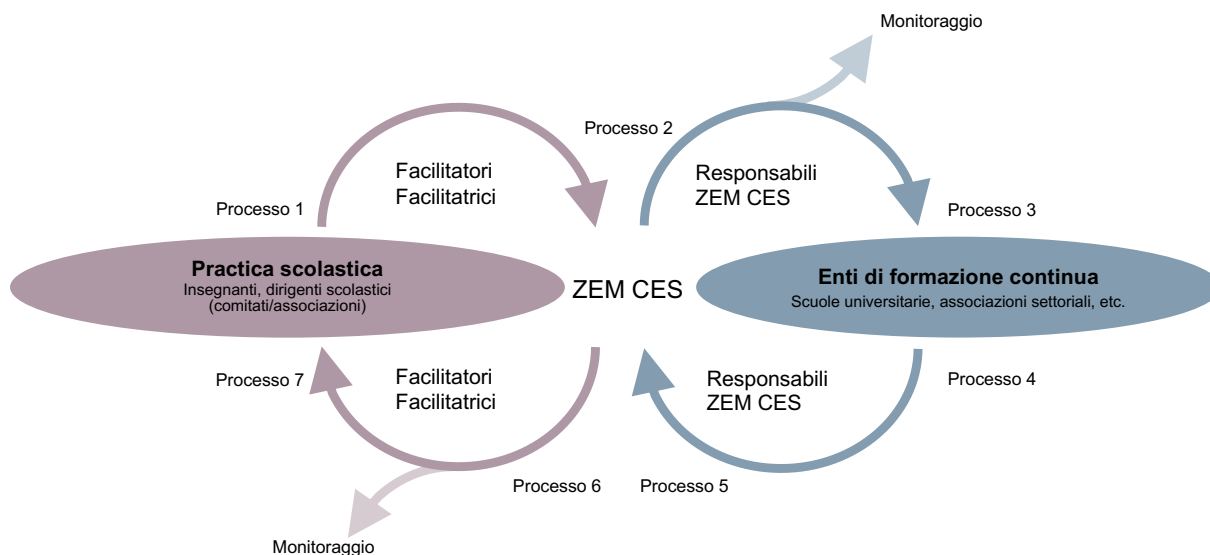 Monitoraggio
Processo 2
Facilitatori
Facilitatrici
Responsabili
ZEM CES
Processo 1
Processo 3
Practica scolastica
Insegnanti, dirigenti scolastici
(comitati/associazioni)
ZEM CES
Enti di formazione continua
Scuole universitarie, associazioni settoriali, etc.
Processo 7
Facilitatori
Facilitatrici
Responsabili
ZEM CES
Processo 4
Processo 6
Processo 5
Monitoraggio